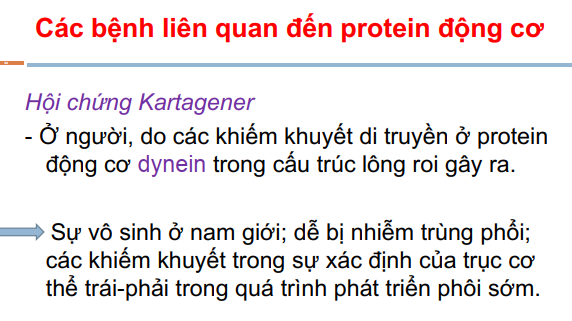 Các bệnh liên quan đến protein động cơ
Hội chứng Kartagener
- Ở người, do các khiếm khuyết di truyền ở protein
động cơ dynein trong cấu trúc lông roi gây ra.
Sự vô sinh ở nam giới; dễ bị nhiễm trùng phổi;
các khiếm khuyết trong sự xác định của trục cơ
thể trái-phải trong quá trình phát triển phôi sớm.